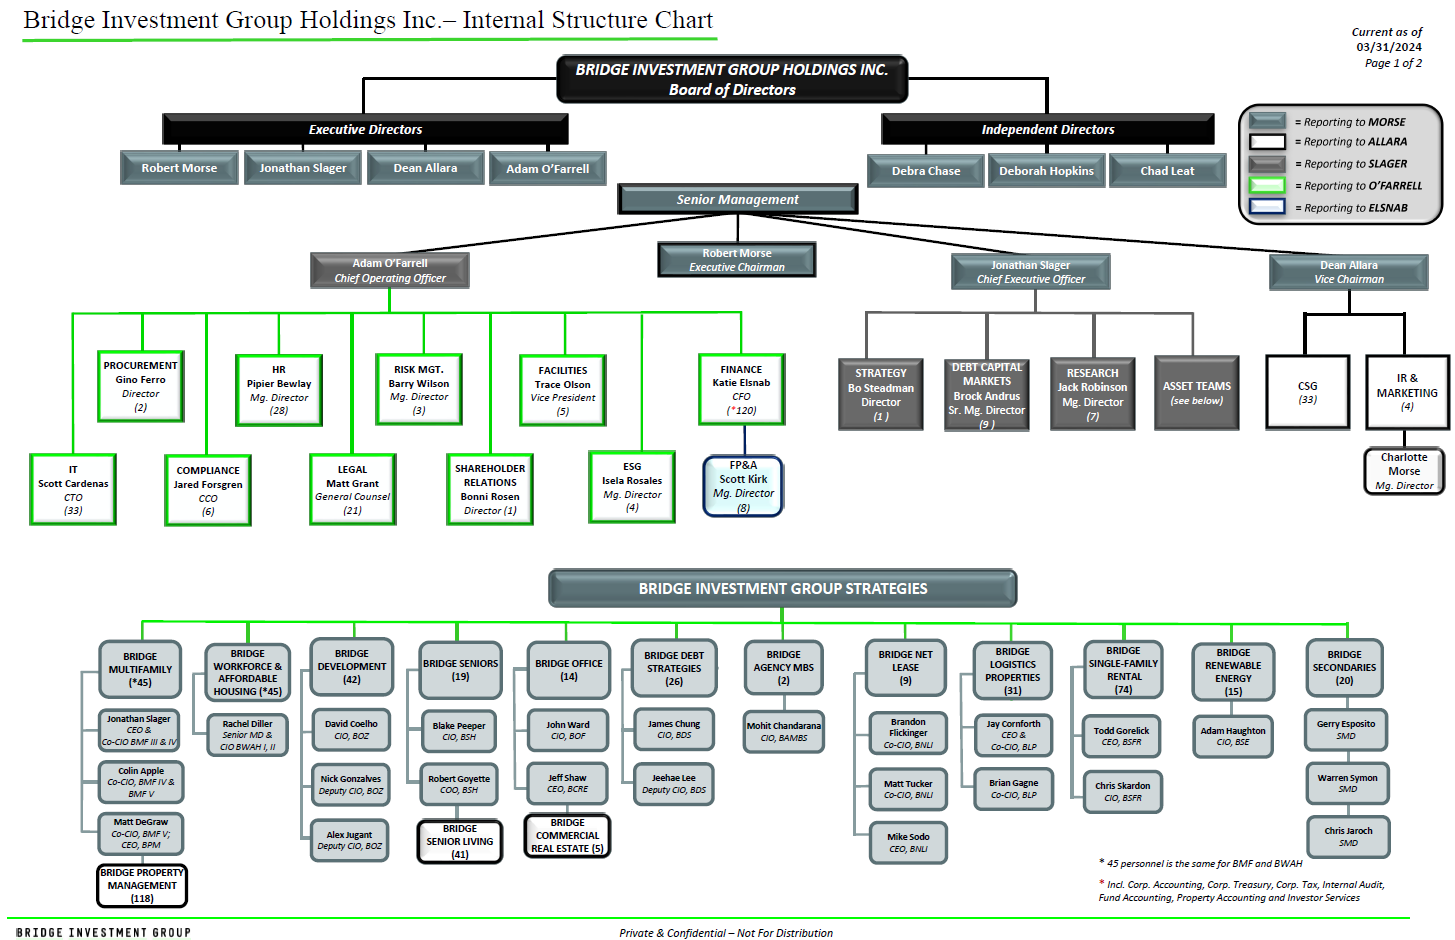 Bridge Investment Group Holdings Inc.– Internal Structure Chart
Current as of
03/31/2024
Page 1 of 2
BRIDGE INVESTMENT GROUP HOLDINGS INC.
Board of Directors
Executive Directors
Independent Directors
Robert Morse
Jonathan Slager
Dean Allara
Adam O'Farrell
Debra Chase
Deborah Hopkins
Chad Leat
= Reporting to MORSE
= Reporting to ALLARA
= Reporting to SLAGER
= Reporting to O'FARRELL
= Reporting to ELSNAB
Senior Management
Adam O'Farrell
Chief Operating Officer
Robert Morse
Executive Chairman
Jonathan Slager
Chief Executive Officer
Dean Allara
Vice Chairman
PROCUREMENT
Gino Ferro
Director
(2)
HR
Pipier Bewlay
Mg. Director
(28)
RISK MGT.
Barry Wilson
Mg. Director
(3)
FACILITIES
Trace Olson
Vice President
(5)
FINANCE
Katie Elsnab
CFO
(*120)
STRATEGY
Bo Steadman
Director
(1 )
DEBT CAPITAL
MARKETS
Brock Andrus
Sr. Mg. Director
(9 )
RESEARCH
Jack Robinson
Mg. Director
(7)
ASSET TEAMS
(see below)
CSG
(33)
IR &
MARKETING
(4)
IT
Scott Cardenas
CTO
(33)
COMPLIANCE
Jared Forsgren
CCO
(6)
LEGAL
Matt Grant
General Counsel
(21)
SHAREHOLDER
RELATIONS
Bonni Rosen
Director (1)
ESG
Isela Rosales
Mg. Director
(4)
FP&A
Scott Kirk
Mg. Director
(8)
Charlotte
Morse
Mg. Director
BRIDGE INVESTMENT GROUP STRATEGIES
BRIDGE
MULTIFAMILY
(*45)
Jonathan Slager
CEO &
Co-CIO BMF III & IV
Colin Apple
Co-CIO, BMF IV &
BMF V
Matt DeGraw
Co-CIO, BMF V;
CEO, BPM
BRIDGE PROPERTY
MANAGEMENT
(118)
BRIDGE
WORKFORCE &
AFFORDABLE
HOUSING (*45)
Rachel Diller
Senior MD &
CIO BWAH I, II
BRIDGE
DEVELOPMENT
(42)
David Coelho
CIO, BOZ
Nick Gonzalves
Deputy CIO, BOZ
Alex Jugant
Deputy CIO, BOZ
BRIDGE SENIORS
(19)
Blake Peeper
CIO, BSH
Robert Goyette
COO, BSH
BRIDGE
SENIOR LIVING
(41)
BRIDGE OFFICE
(14)
John Ward
CIO, BOF
Jeff Shaw
CEO, BCRE
BRIDGE
COMMERCIAL
REAL ESTATE (5)
BRIDGE DEBT
STRATEGIES
(26)
James Chung
CIO, BDS
Jeehae Lee
Deputy CIO, BDS
BRIDGE
AGENCY MBS
(2)
Mohit Chandarana
CIO, BAMBS
BRIDGE NET
LEASE
(9)
Brandon
Flickinger
Co-CIO, BNLI
Matt Tucker
Co-CIO, BNLI
Mike Sodo
CEO, BNLI
BRIDGE
LOGISTICS
PROPERTIES
(31)
Jay Cornforth
CEO &
Co-CIO, BLP
Brian Gagne
Co-CIO, BLP
BRIDGE
SINGLE-FAMILY
RENTAL
(74)
Todd Gorelick
CEO, BSFR
Chris Skardon
CIO, BSFR
BRIDGE
RENEWABLE
ENERGY
(15)
Adam Haughton
CIO, BSE
BRIDGE
SECONDARIES
(20)
Gerry Esposito
SMD
Warren Symon
SMD
Chris Jaroch
SMD
* 45 personnel is the same for BMF and BWAH
* Incl. Corp. Accounting, Corp. Treasury, Corp. Tax, Internal Audit,
Fund Accounting, Property Accounting and Investor Services
BRIDGE INVESTMENT GROUP
Private & Confidential – Not For Distribution